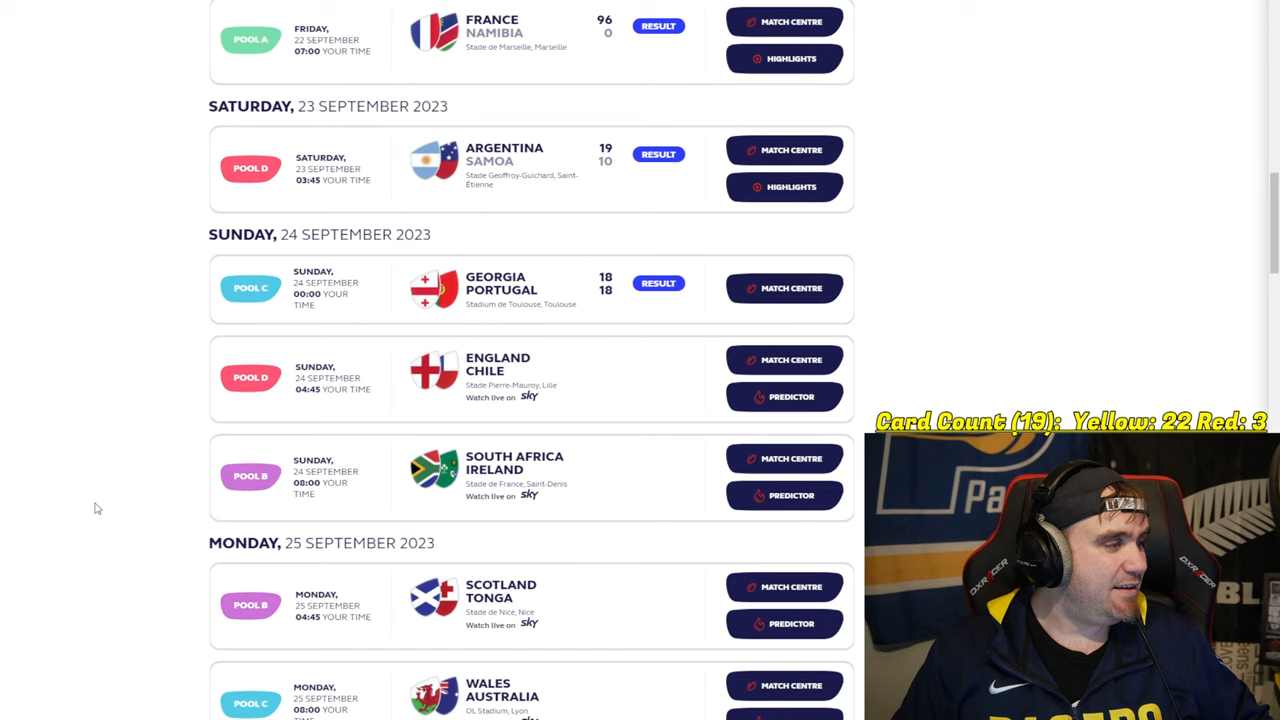 POOL A
FRIDAY,
22 SEPTEMBER
07:00 YOUR TIME
FRANCE 96
NAMIBIA 0
Stade de Marseille, Marseille
RESULT
MATCH CENTRE
HIGHLIGHTS
SATURDAY, 23 SEPTEMBER 2023
POOL D
SATURDAY,
23 SEPTEMBER
03:45 YOUR TIME
ARGENTINA 19
SAMOA 10
Stade Geoffroy-Guichard, Saint-
Étienne
RESULT
MATCH CENTRE
HIGHLIGHTS
SUNDAY, 24 SEPTEMBER 2023
POOL C
SUNDAY,
24 SEPTEMBER
00:00 YOUR
TIME
GEORGIA 18
PORTUGAL 18
Stadium de Toulouse, Toulouse
RESULT
MATCH CENTRE
POOL D
SUNDAY,
24 SEPTEMBER
04:45 YOUR TIME
ENGLAND
CHILE
Stade Pierre-Mauroy, Lille
Watch live on sky
MATCH CENTRE
PREDICTOR
POOL B
SUNDAY,
24 SEPTEMBER
08:00 YOUR
TIME
SOUTH AFRICA
IRELAND
Stade de France, Saint-Denis
Watch live on sky
MATCH CENTRE
PREDICTOR
MONDAY, 25 SEPTEMBER 2023
POOL B
MONDAY,
25 SEPTEMBER
04:45 YOUR TIME
SCOTLAND
TONGA
Stade de Nice, Nice
Watch live on sky
MATCH CENTRE
PREDICTOR
POOL C
MONDAY,
25 SEPTEMBER
08:00 YOUR
WALES
AUSTRALIA
OL Stadium, Lyon
MATCH CENTRE
Card Count (19): Yellow: 22 Red: 3
Pa
DXRACER
DXRACER
BL
PACERS